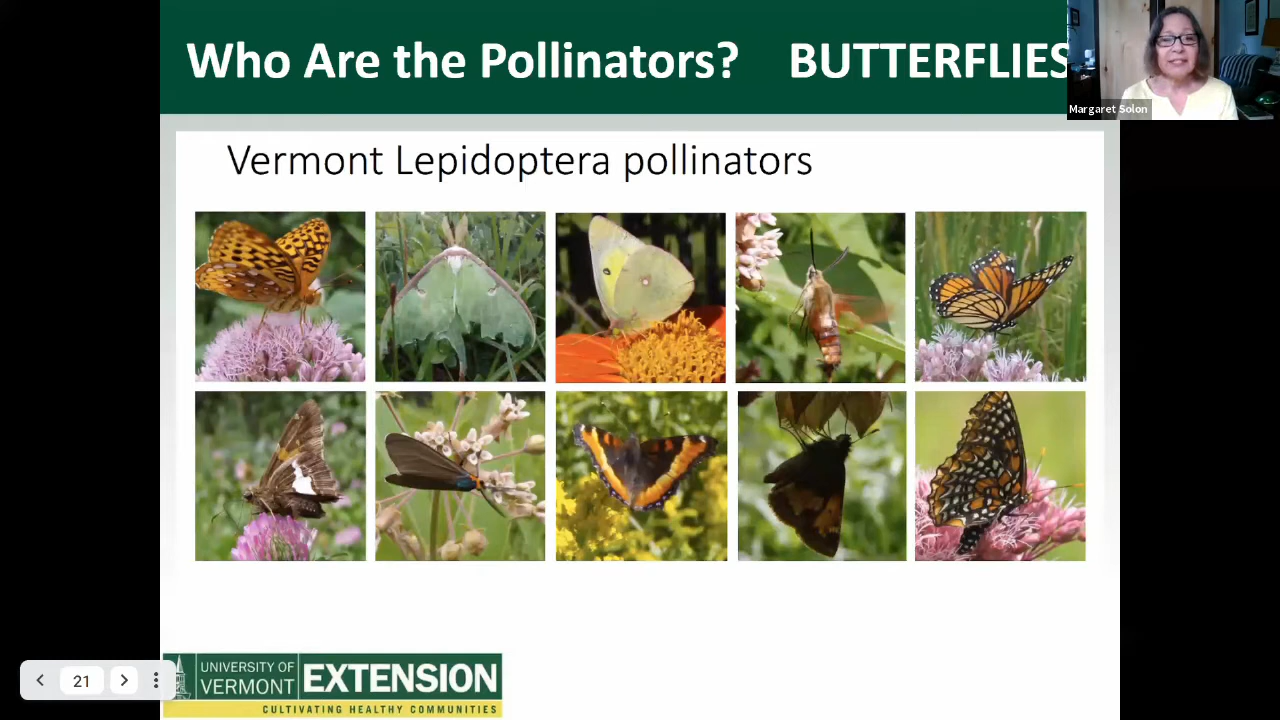 Who Are the Pollinators? BUTTERFLIES
Margaret Solon
Vermont Lepidoptera pollinators
21
UNIVERSITY OF
VERMONT
EXTENSION
CULTIVATING HEALTHY COMMUNITIES